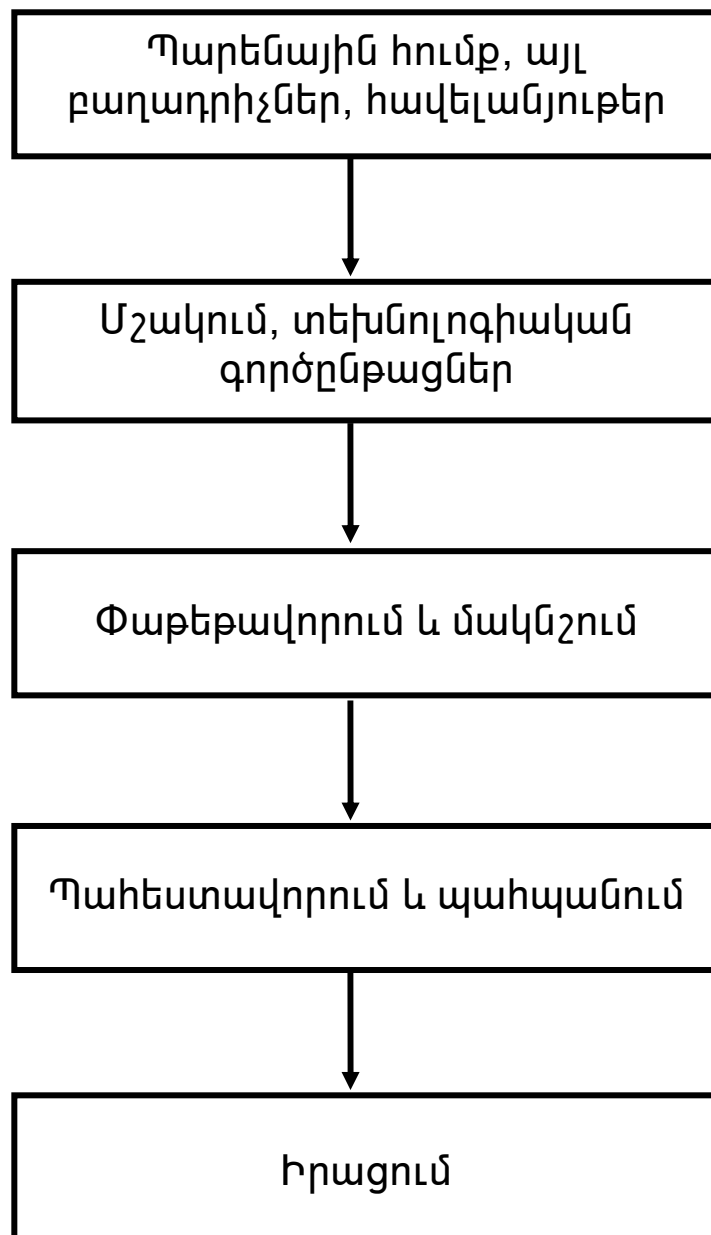 Պարենային հումք, այլ
բաղադրիչներ, հավելանյութեր
Մշակում, տեխնոլոգիական
գործընթացներ
Փաթեթավորում և մակնշում
Պահեստավորում և պահպանում
Իրացում